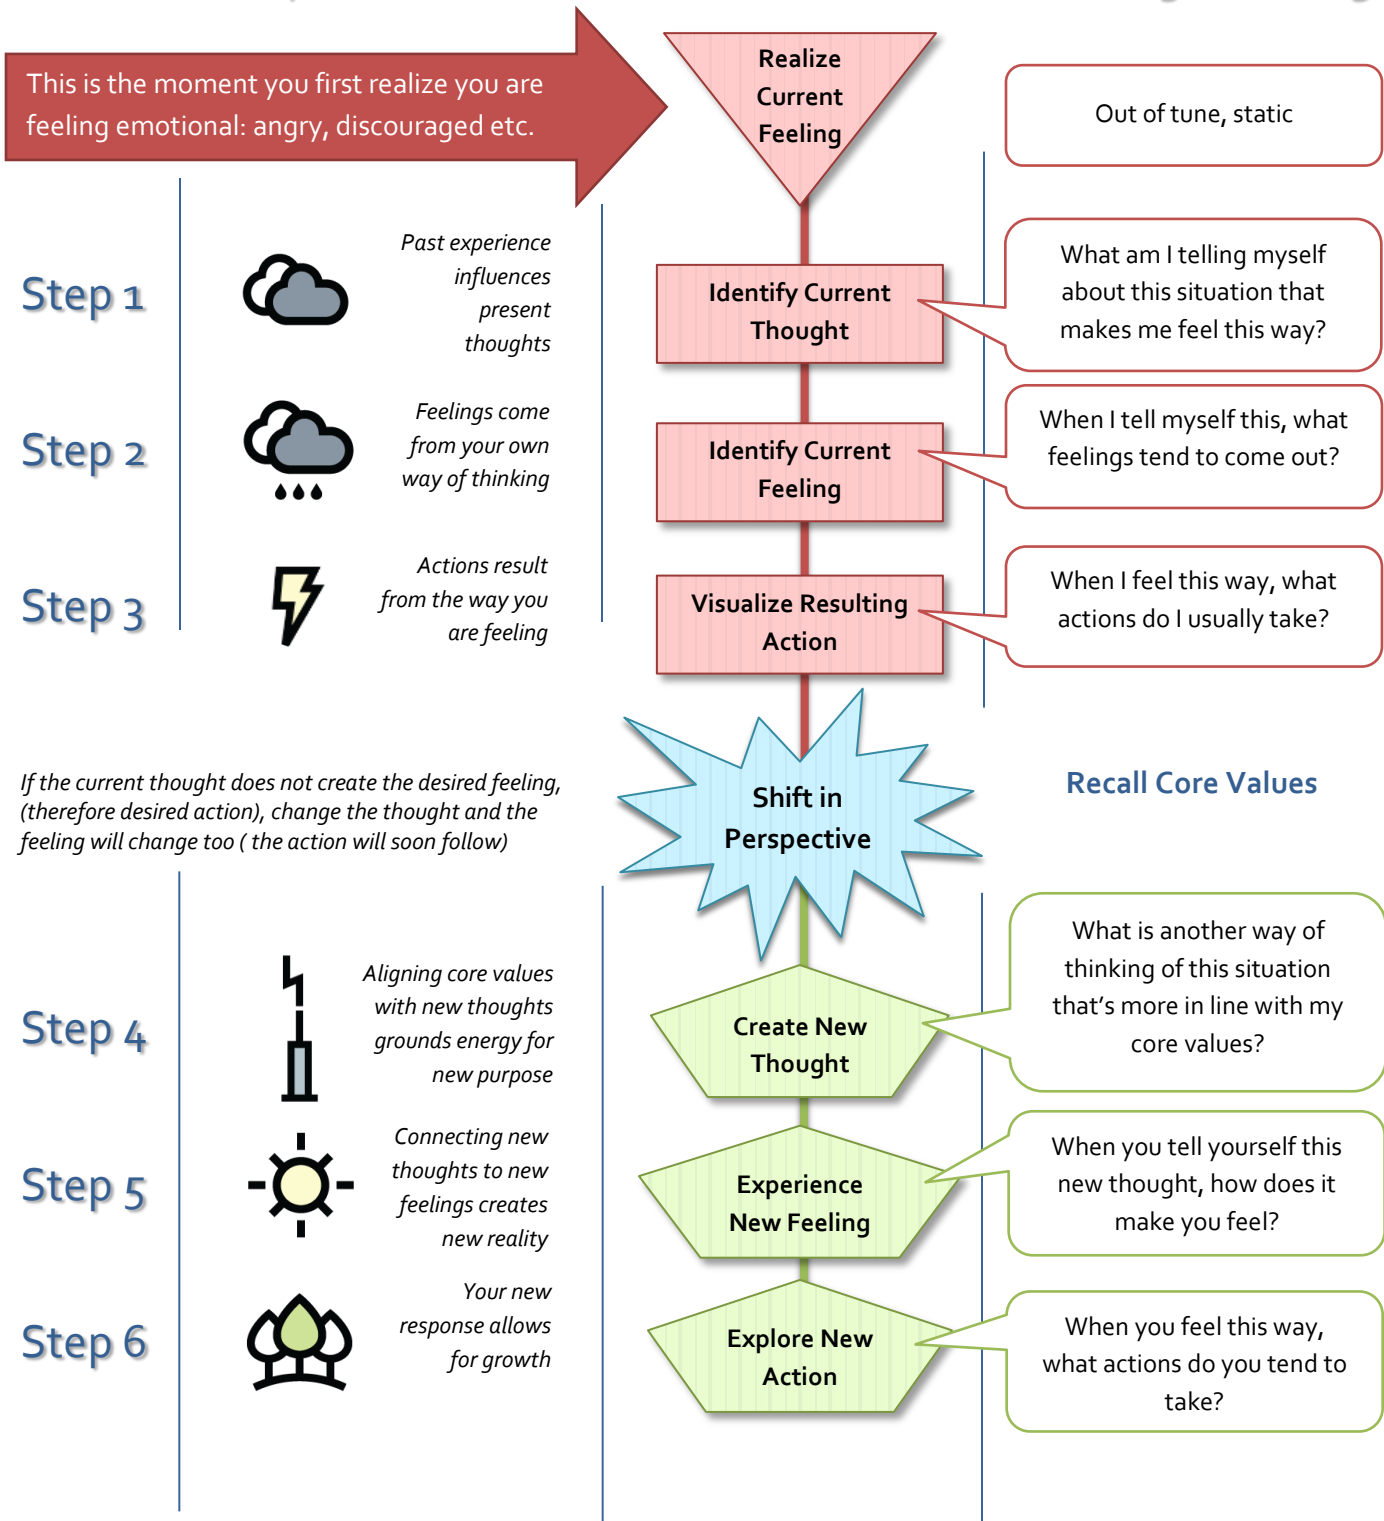 This is the moment you first realize you are
feeling emotional: angry, discouraged etc.
Realize
Current
Feeling
Out of tune, static
Step 1
Past experience
influences
present
thoughts
Identify Current
Thought
What am I telling myself
about this situation that
makes me feel this way?
Step 2
Feelings come
from your own
way of thinking
Identify Current
Feeling
When I tell myself this, what
feelings tend to come out?
Step 3
Actions result
from the way you
are feeling
Visualize Resulting
Action
When I feel this way, what
actions do I usually take?
If the current thought does not create the desired feeling,
(therefore desired action), change the thought and the
feeling will change too ( the action will soon follow)
Shift in
Perspective
Recall Core Values
Step 4
Aligning core values
with new thoughts
grounds energy for
new purpose
Create New
Thought
What is another way of
thinking of this situation
that's more in line with my
core values?
Step 5
Connecting new
thoughts to new
feelings creates
new reality
Experience
New Feeling
When you tell yourself this
new thought, how does it
make you feel?
Step 6
Your new
response allows
for growth
Explore New
Action
When you feel this way,
what actions do you tend to
take?